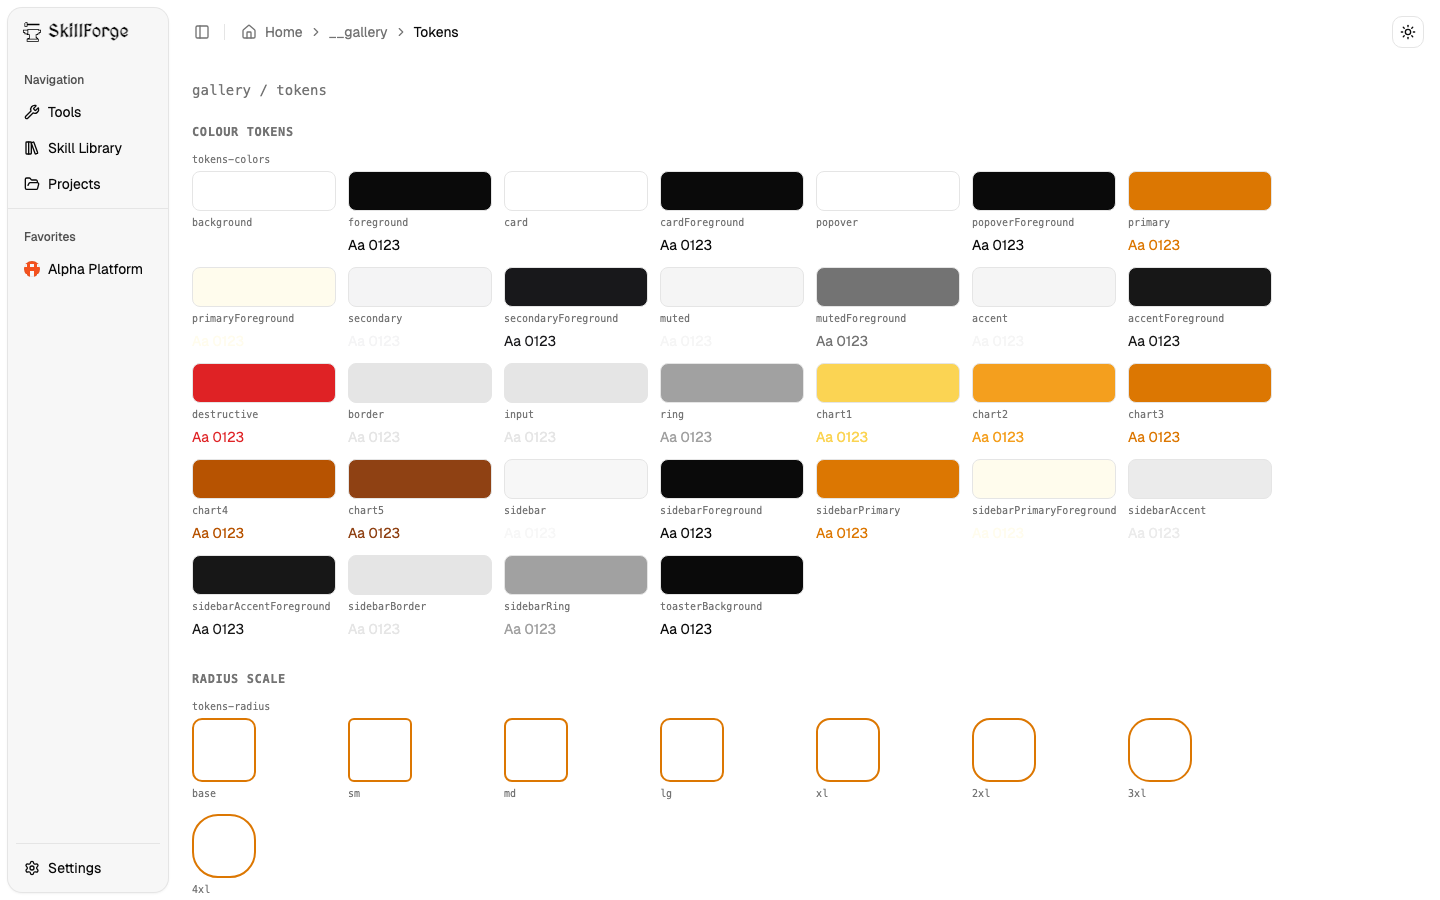 SkillForge
Navigation
Tools
Skill Library
Projects
Favorites
Alpha Platform
Settings
Home > __gallery > Tokens
gallery / tokens
COLOUR TOKENS
tokens-colors
background foreground card cardForeground popover popoverForeground primary
Aa 0123 Aa 0123 Aa 0123 Aa 0123
primaryForeground secondary secondaryForeground muted mutedForeground accent accentForeground
Aa 0123 Aa 0123 Aa 0123 Aa 0123 Aa 0123 Aa 0123 Aa 0123
destructive border input ring chart1 chart2 chart3
Aa 0123 Aa 0123 Aa 0123 Aa 0123 Aa 0123 Aa 0123 Aa 0123
chart4 chart5 sidebar sidebarForeground sidebarPrimary sidebarPrimaryForeground sidebarAccent
Aa 0123 Aa 0123 Aa 0123 Aa 0123 Aa 0123 Aa 0123 Aa 0123
sidebarAccentForeground sidebarBorder sidebarRing toasterBackground
Aa 0123 Aa 0123 Aa 0123 Aa 0123
RADIUS SCALE
tokens-radius
base sm md lg xl 2xl 3xl
4xl